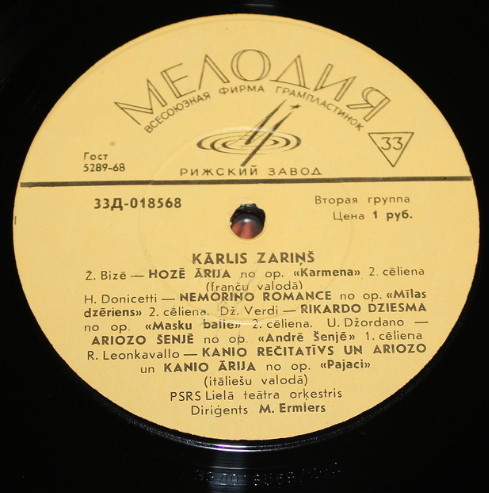 МЕЛОДИЯ
ВСЕСОЮЗНАЯ ФИРМА ГРАМПЛАСТИНОК
33
РИЖСКИЙ ЗАВОД
Гост
5289-68
33Д-018568
Вторая группа
Цена 1 руб.
KĀRLIS ZARIŅŠ
Ž. Bizē — HOZĒ ĀRIJA no op. «Karmena» 2. cēliena
(franču valodā)
H. Donicetti — NEMORINO ROMANCE no op. «Mīlas
dzēriens» 2. cēliena. Dž. Verdi — RIKARDO DZIESMA
no op. «Masku balle» 2. cēliena. U. Džordano —
ARIOZO ŠENJĒ no op. «Andrē Šenjē» 1. cēliena
R. Leonkavallo — KANIO REČITATĪVS UN ARIOZO
un KANIO ĀRIJA no op. «Pajaci»
(itāliešu valodā)
PSRS Lielā teātra orķestris
Diriģents M. Ermlers